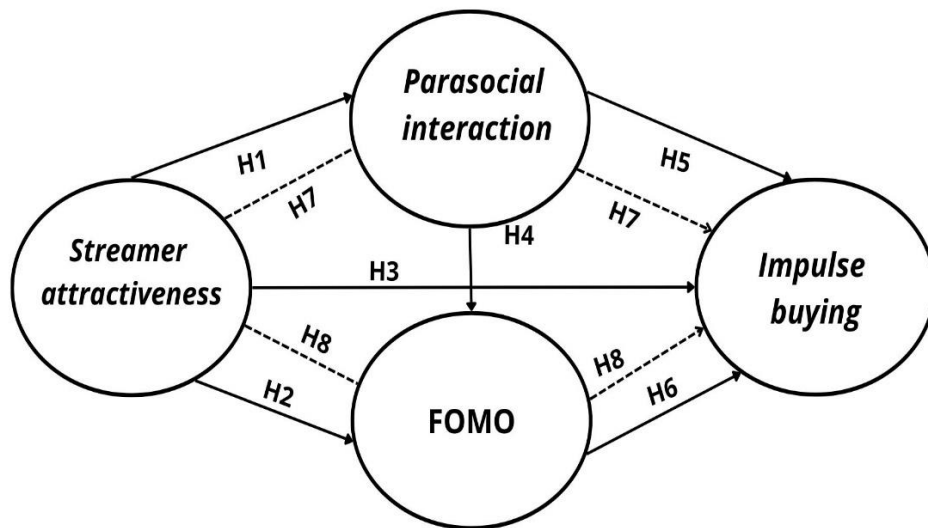 Parasocial
interaction
H1
H5
H7
H7
Streamer
attractiveness
H4
H3
Impulse
buying
H8
H8
H2
H6
FOMO